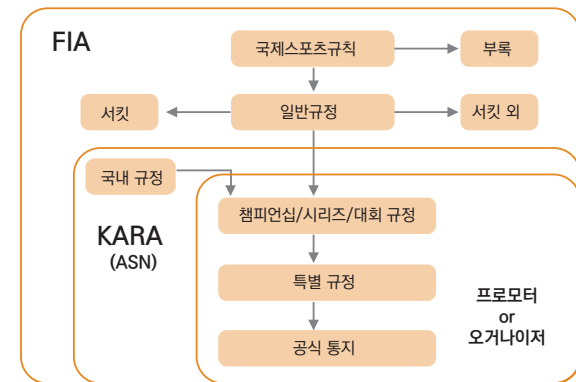 FIA
국제스포츠규칙
부록
서킷
일반규정
서킷 외
국내 규정
KARA
(ASN)
챔피언십/시리즈/대회 규정
특별 규정
공식 통지
프로모터
or
오거나이저